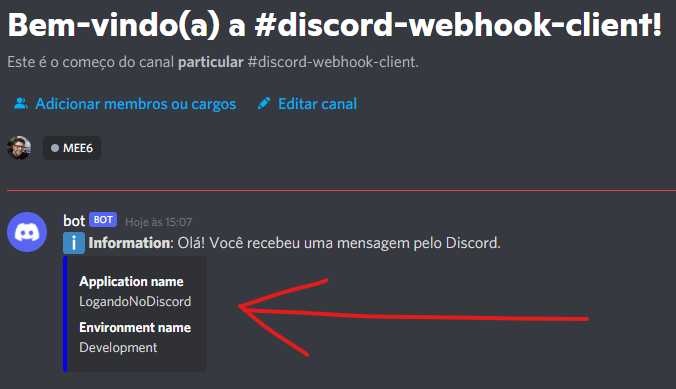 Bem-vindo(a) a #discord-webhook-client!
Este é o começo do canal particular #discord-webhook-client.
Adicionar membros ou cargos Editar canal
MEE6
bot BOT Hoje às 15:07
i Information: Olá! Você recebeu uma mensagem pelo Discord.
Application name
LogandoNoDiscord
Environment name
Development